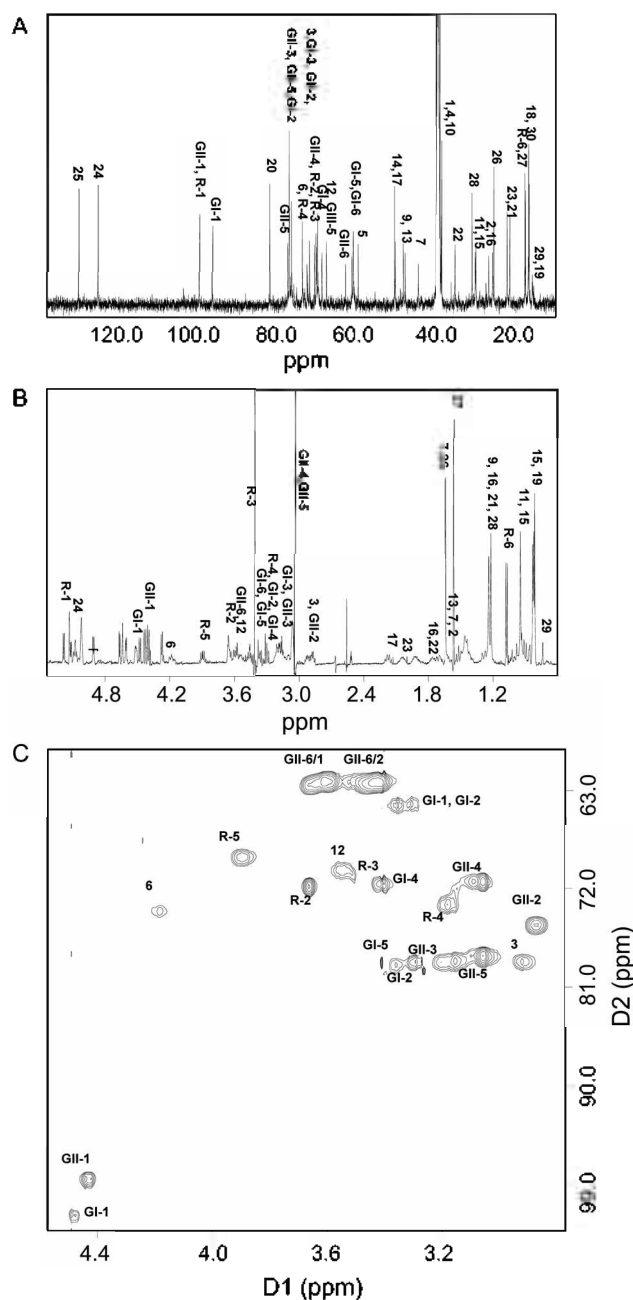 A
25
24
GII-1, R-1
GI-1
20
GII-5
GII-3, GII-5, GI-2
3,GI-3, GII-2,
6, R-4
GII-4, R-2, R-3
GI-4
12, GIII-5
GII-6
GI-5,GI-6
5
14,17
9, 13
7
1,4,10
22
28
11,15
2,16
26
23,21
R-6,27
18, 30
29,19
120.0 100.0 80.0 60.0 40.0 20.0
ppm
B
R-1
24
GI-1
GII-1
6
R-5
R-2
GII-6,12
R-3
GI-6, GI-5
R-4, GI-2, GI-4
GI-3, GII-3
GII-4, GII-5
3, GII-2
17
23
16,22
13, 7, 2
9, 16, 21, 28
R-6
11, 15
15, 19
29
4.8 4.2 3.6 3.0 2.4 1.8 1.2
ppm
C
GII-6/1 GII-6/2
63.0
GI-1, GI-2
R-5
12
R-3
GII-4
72.0
6
R-2
GI-4
R-4
GII-2
GI-5
GII-3
3
GI-2
GII-5
81.0
D2 (ppm)
90.0
GII-1
99.0
GI-1
4.4 4.0 3.6 3.2
D1 (ppm)